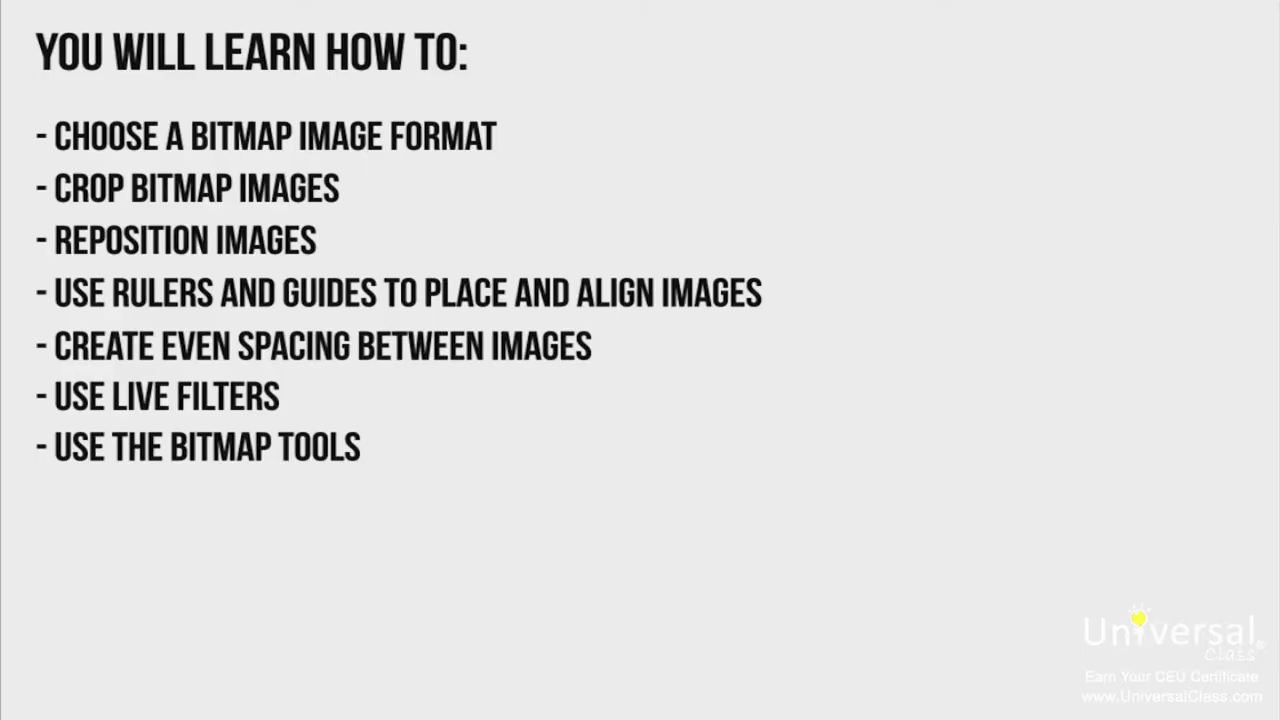 YOU WILL LEARN HOW TO:
- CHOOSE A BITMAP IMAGE FORMAT
- CROP BITMAP IMAGES
- REPOSITION IMAGES
- USE RULERS AND GUIDES TO PLACE AND ALIGN IMAGES
- CREATE EVEN SPACING BETWEEN IMAGES
- USE LIVE FILTERS
- USE THE BITMAP TOOLS
Universal®
Class
Earn Your CEU Certificate
www.UniversalClass.com